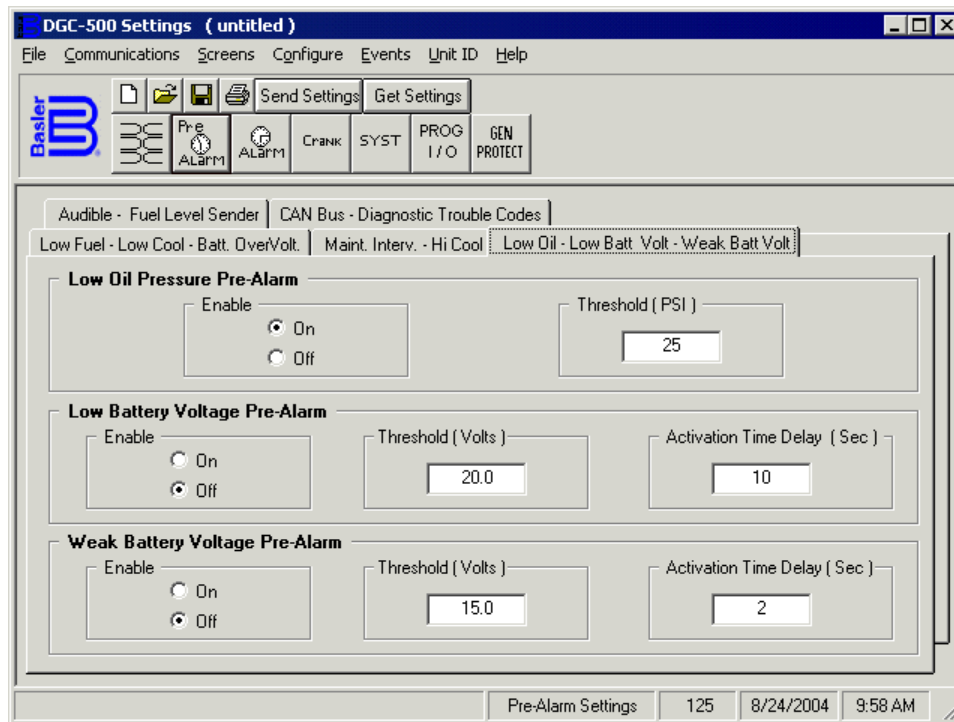 DGC-500 Settings ( untitled )
File Communications Screens Configure Events Unit ID Help
Basler
Send Settings Get Settings
Pre ALarm
ALarm
Crank
SYST
PROG I/O
GEN PROTECT
Audible - Fuel Level Sender CAN Bus - Diagnostic Trouble Codes
Low Fuel - Low Cool - Batt. OverVolt. Maint. Interv. - Hi Cool Low Oil - Low Batt Volt - Weak Batt Volt
Low Oil Pressure Pre-Alarm
Enable Threshold ( PSI )
On
Off
25
Low Battery Voltage Pre-Alarm
Enable Threshold ( Volts ) Activation Time Delay ( Sec )
On
Off
20.0 10
Weak Battery Voltage Pre-Alarm
Enable Threshold ( Volts ) Activation Time Delay ( Sec )
On
Off
15.0 2
Pre-Alarm Settings 125 8/24/2004 9:58 AM